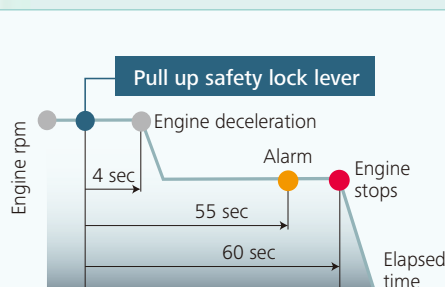 Pull up safety lock lever
Engine rpm
Engine deceleration
4 sec
Alarm
Engine
stops
55 sec
60 sec
Elapsed
time